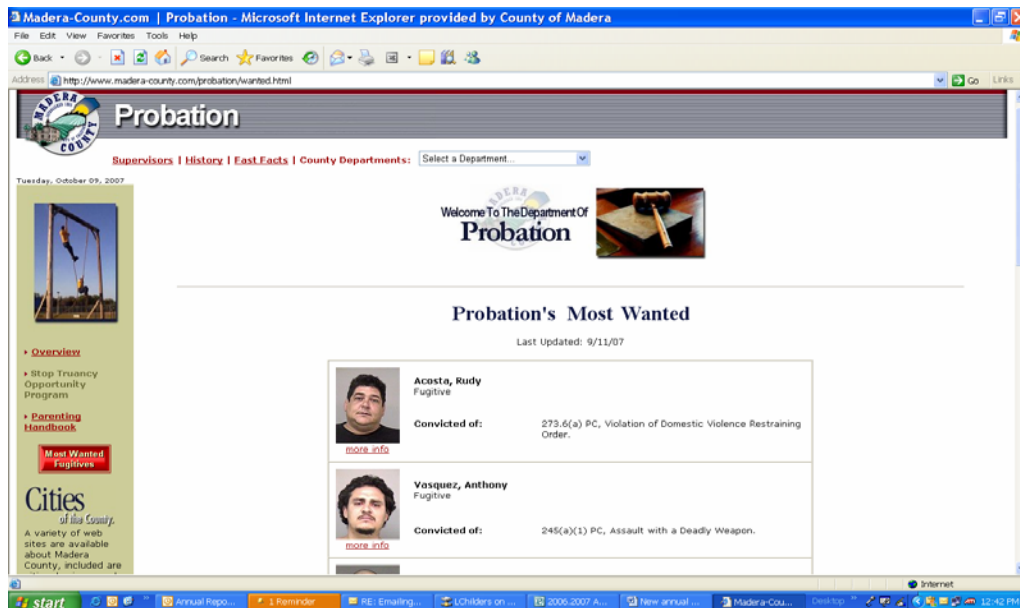 Madera-County.com | Probation - Microsoft Internet Explorer provided by County of Madera
File Edit View Favorites Tools Help
Back Search Favorites
Address http://www.madera-county.com/probation/wanted.html Go Links
MADERA COUNTY
Probation
Supervisors | History | Fast Facts | County Departments: Select a Department...
Tuesday, October 09, 2007
Welcome To The Department Of
Probation
Probation's Most Wanted
Last Updated: 9/11/07
Overview
Stop Truancy
Opportunity
Program
Parenting
Handbook
Most Wanted
Fugitives
Cities
of the County.
A variety of web
sites are available
about Madera
County, included are
Acosta, Rudy
Fugitive
Convicted of: 273.6(a) PC, Violation of Domestic Violence Restraining
Order.
more info
Vasquez, Anthony
Fugitive
Convicted of: 245(a)(1) PC, Assault with a Deadly Weapon.
more info
Internet
start Annual Repo... 1 Reminder RE: Emailing... LChilders on ... 2006.2007 A... New annual ... Madera-Cou... Desktop 12:42 PM